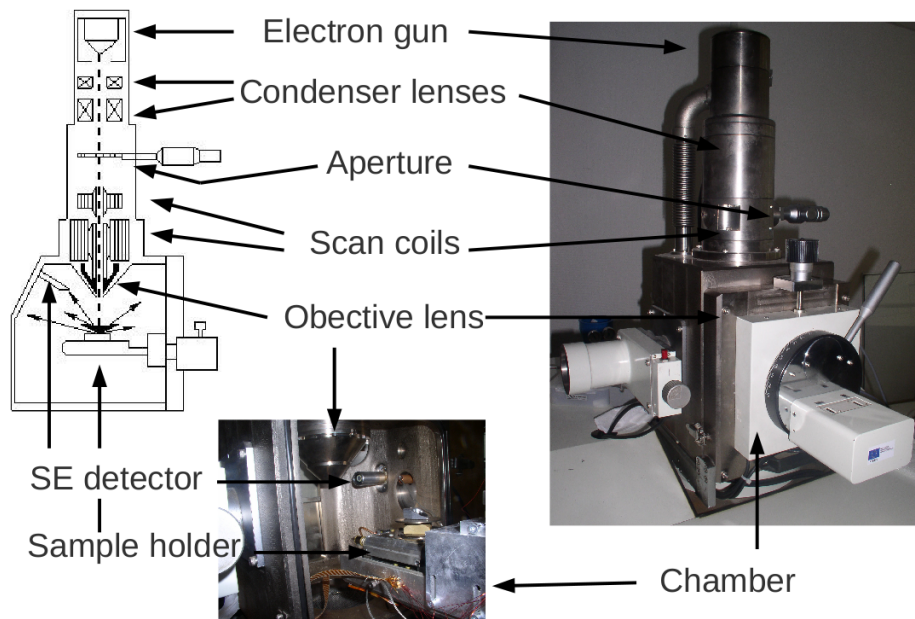 Electron gun
Condenser lenses
Aperture
Scan coils
Obective lens
SE detector
Sample holder
Chamber